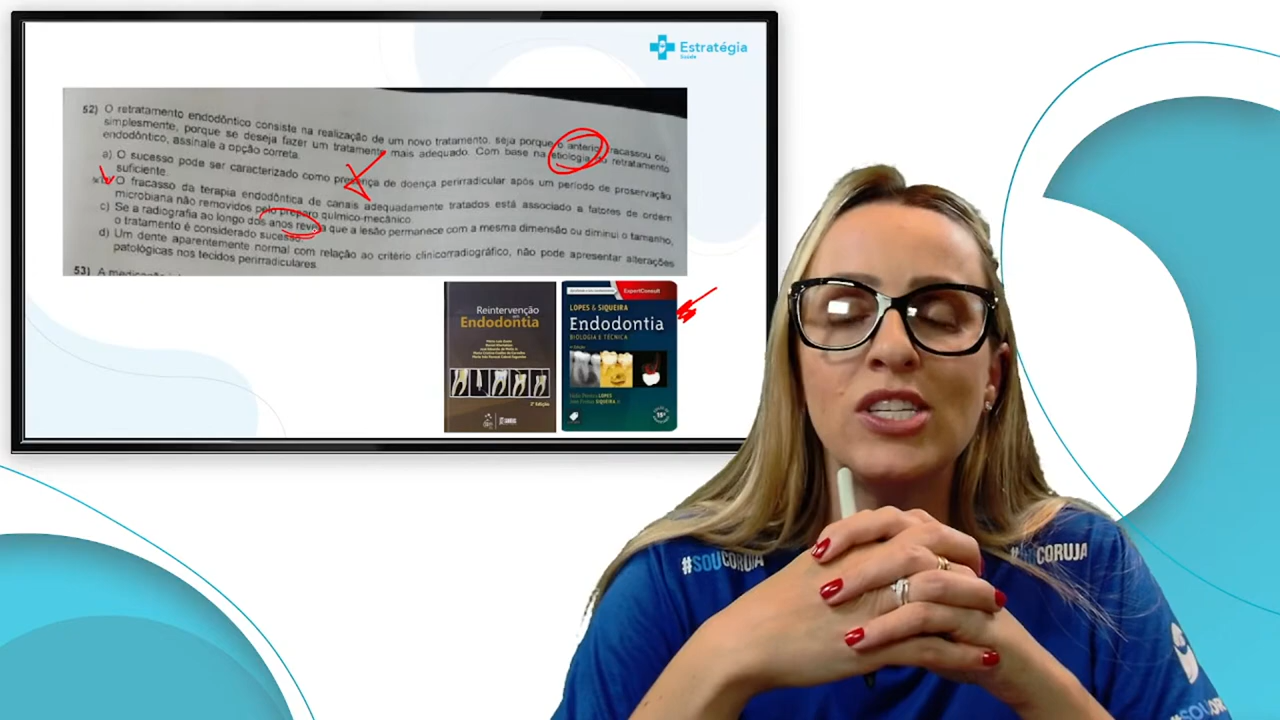 Estratégia
Saúde
52) O retratamento endodôntico consiste na realização de um novo tratamento, seja porque o anterior fracassou ou,
simplesmente, porque se deseja fazer um tratamento mais adequado. Com base na etiologia do retratamento
endodôntico, assinale a opção correta.
a) O sucesso pode ser caracterizado como presença de doença perirradicular após um período de proservação
suficiente.
O fracasso da terapia endodôntica de canais adequadamente tratados está associado a fatores de ordem
microbiana não removidos pelo preparo químico-mecânico.
c) Se a radiografia ao longo dos anos revela que a lesão permanece com a mesma dimensão ou diminui o tamanho,
o tratamento é considerado sucesso.
d) Um dente aparentemente normal com relação ao critério clinicorradiográfico, não pode apresentar alterações
patológicas nos tecidos perirradiculares.
53) A
Reintervenção
em
Endodontia
2ª Edição
ExpertConsult
LOPES & SIQUEIRA
Endodontia
BIOLOGIA E TÉCNICA
#SOUCORUJA
CORUJA